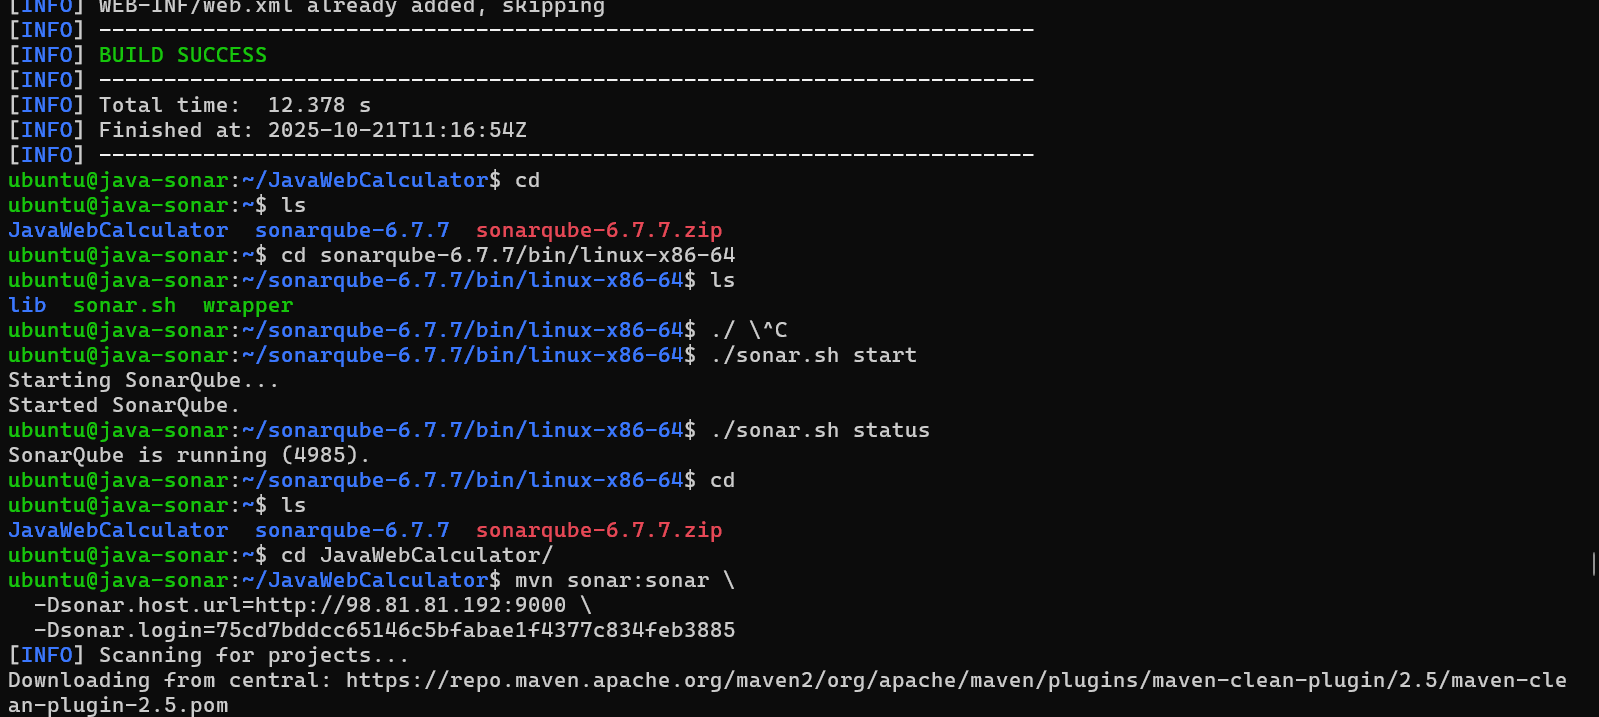 [INFO] WEB-INF/web.xml already added, skipping
[INFO] ------------------------------------------------------------------------
[INFO] BUILD SUCCESS
[INFO] ------------------------------------------------------------------------
[INFO] Total time:  12.378 s
[INFO] Finished at: 2025-10-21T11:16:54Z
[INFO] ------------------------------------------------------------------------
ubuntu@java-sonar:~/JavaWebCalculator$ cd
ubuntu@java-sonar:~$ ls
JavaWebCalculator  sonarqube-6.7.7  sonarqube-6.7.7.zip
ubuntu@java-sonar:~$ cd sonarqube-6.7.7/bin/linux-x86-64
ubuntu@java-sonar:~/sonarqube-6.7.7/bin/linux-x86-64$ ls
lib  sonar.sh  wrapper
ubuntu@java-sonar:~/sonarqube-6.7.7/bin/linux-x86-64$ ./ \^C
ubuntu@java-sonar:~/sonarqube-6.7.7/bin/linux-x86-64$ ./sonar.sh start
Starting SonarQube...
Started SonarQube.
ubuntu@java-sonar:~/sonarqube-6.7.7/bin/linux-x86-64$ ./sonar.sh status
SonarQube is running (4985).
ubuntu@java-sonar:~/sonarqube-6.7.7/bin/linux-x86-64$ cd
ubuntu@java-sonar:~$ ls
JavaWebCalculator  sonarqube-6.7.7  sonarqube-6.7.7.zip
ubuntu@java-sonar:~$ cd JavaWebCalculator/
ubuntu@java-sonar:~/JavaWebCalculator$ mvn sonar:sonar \
  -Dsonar.host.url=http://98.81.81.192:9000 \
  -Dsonar.login=75cd7bddcc65146c5bfabae1f4377c834feb3885
[INFO] Scanning for projects...
Downloading from central: https://repo.maven.apache.org/maven2/org/apache/maven/plugins/maven-clean-plugin/2.5/maven-cle
an-plugin-2.5.pom